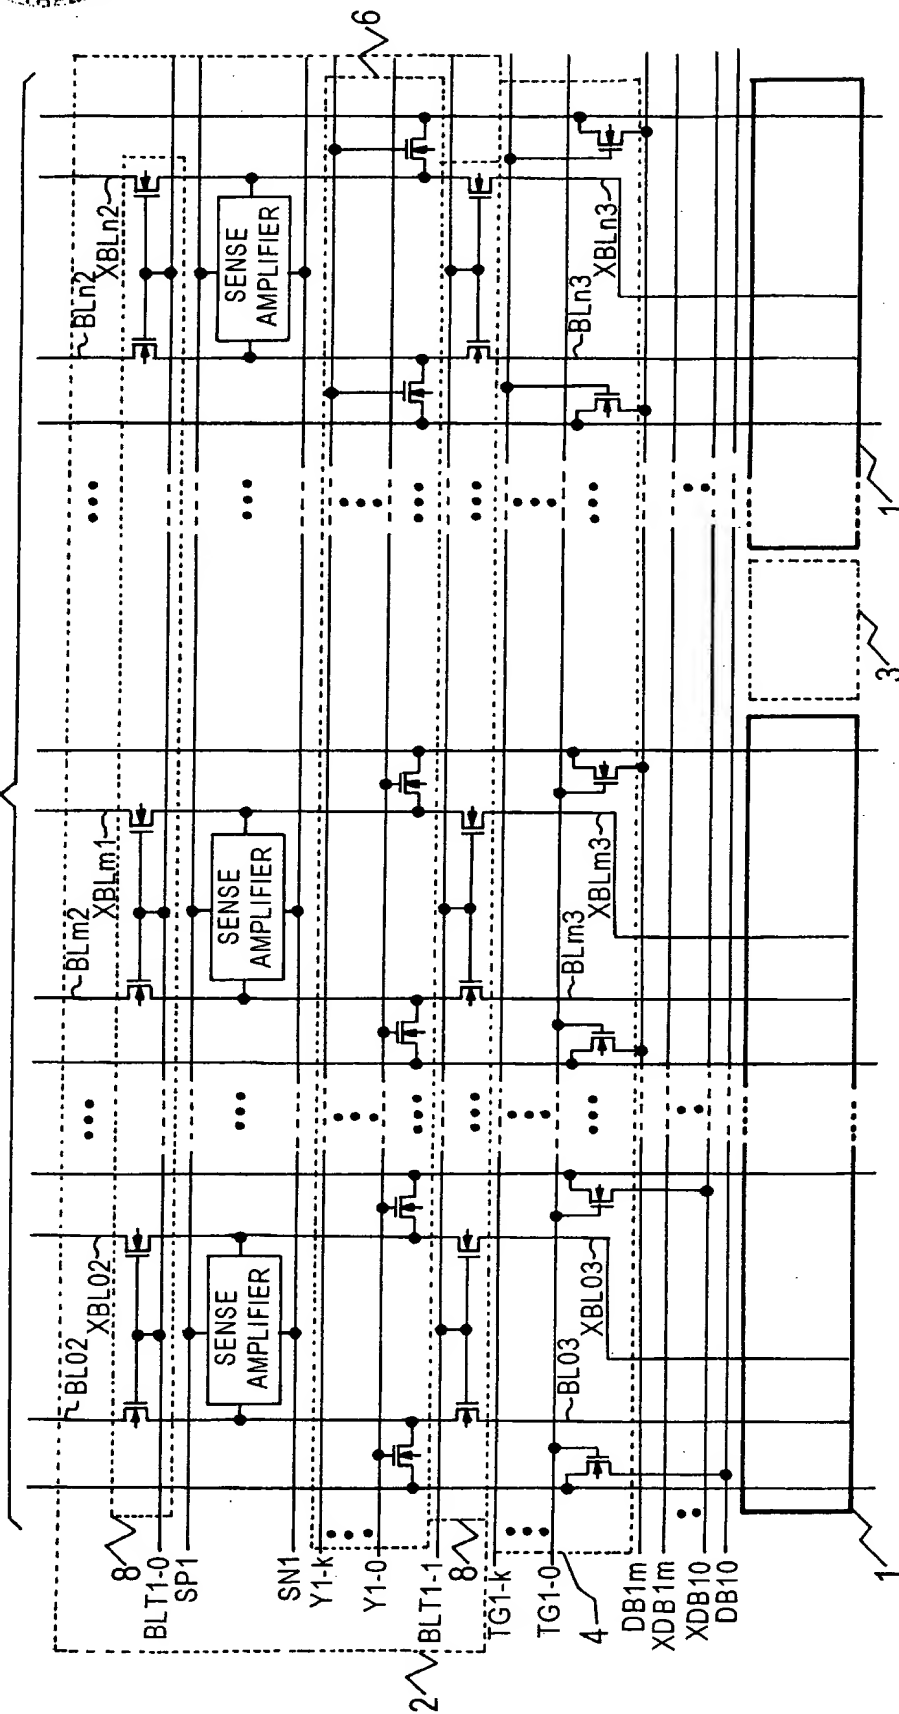 6
BL02
XBL02
BLm2
XBLm1
BLn2
XBLn2
8
BLT1-0
SP1
SENSE
AMPLIFIER
SENSE
AMPLIFIER
SENSE
AMPLIFIER
SN1
Y1-k
Y1-0
2
BLT1-1
8
TG1-k
BL03
XBL03
BLm3
XBLm3
BLn3
XBLn3
TG1-0
4
DB1m
XDB1m
XDB10
DB10
1
3
1